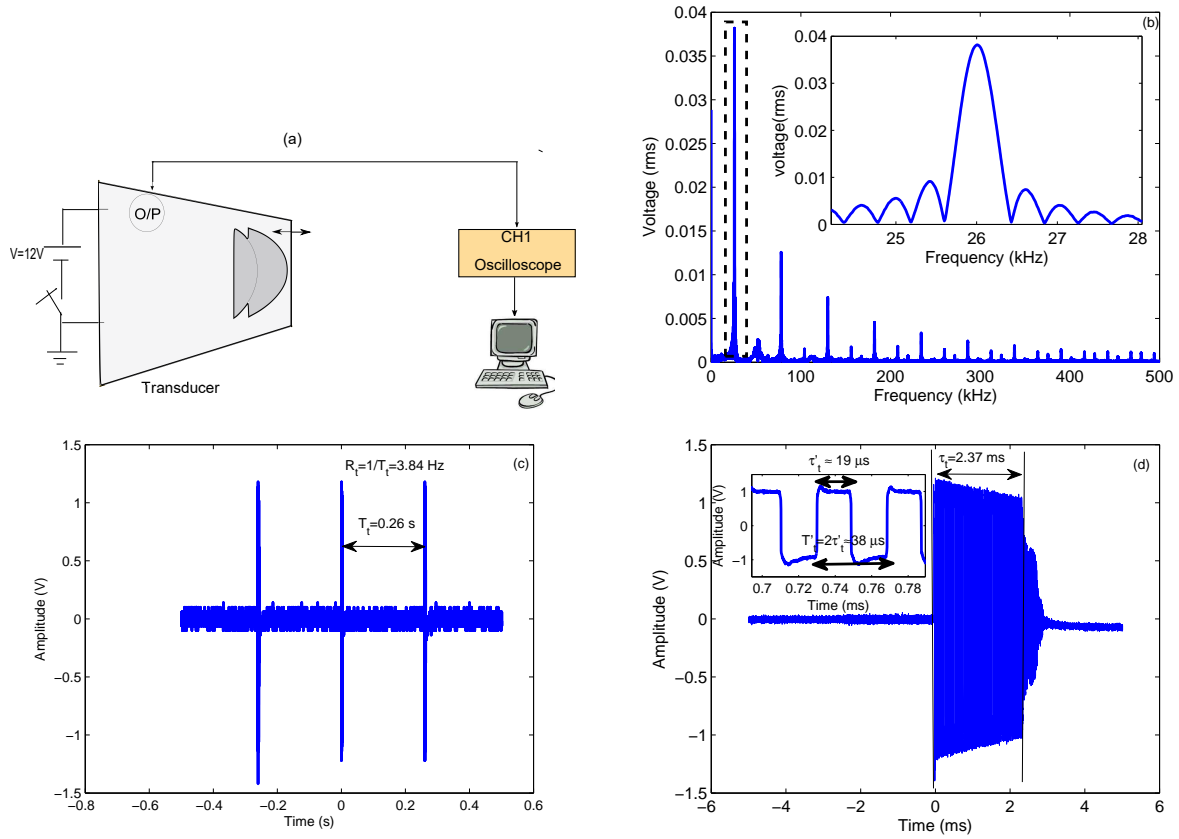 (a)
O/P
V=12V
CH1
Oscilloscope
Transducer
(b)
0.04
0.035
0.03
0.025
0.02
0.015
0.01
0.005
0
Voltage (rms)
0 100 200 300 400 500
Frequency (kHz)
0.04
0.03
0.02
0.01
0
voltage(rms)
25 26 27 28
Frequency (kHz)
(c)
1.5
1
0.5
0
−0.5
−1
−1.5
Amplitude (V)
R_t=1/T_t=3.84 Hz
T_t=0.26 s
−0.8 −0.6 −0.4 −0.2 0 0.2 0.4 0.6
Time (s)
(d)
1.5
1
0.5
0
−0.5
−1
−1.5
Amplitude (V)
τ_t=2.37 ms
−6 −4 −2 0 2 4 6
Time (ms)
τ'_t ≈ 19 μs
1
0
−1
Amplitude (V)
T'_t=2τ'_t≈38 μs
0.7 0.72 0.74 0.76 0.78
Time (ms)